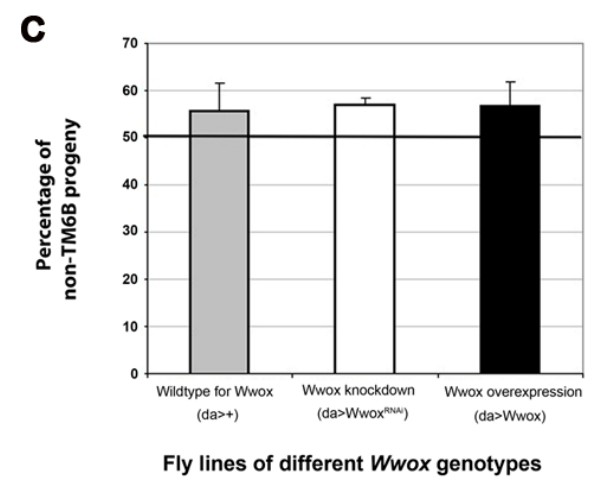 C
Percentage of
non-TM6B progeny
70
60
50
40
30
20
10
0
Wildtype for Wwox
(da>+)
Wwox knockdown
(da>WwoxRNAi)
Wwox overexpression
(da>Wwox)
Fly lines of different Wwox genotypes